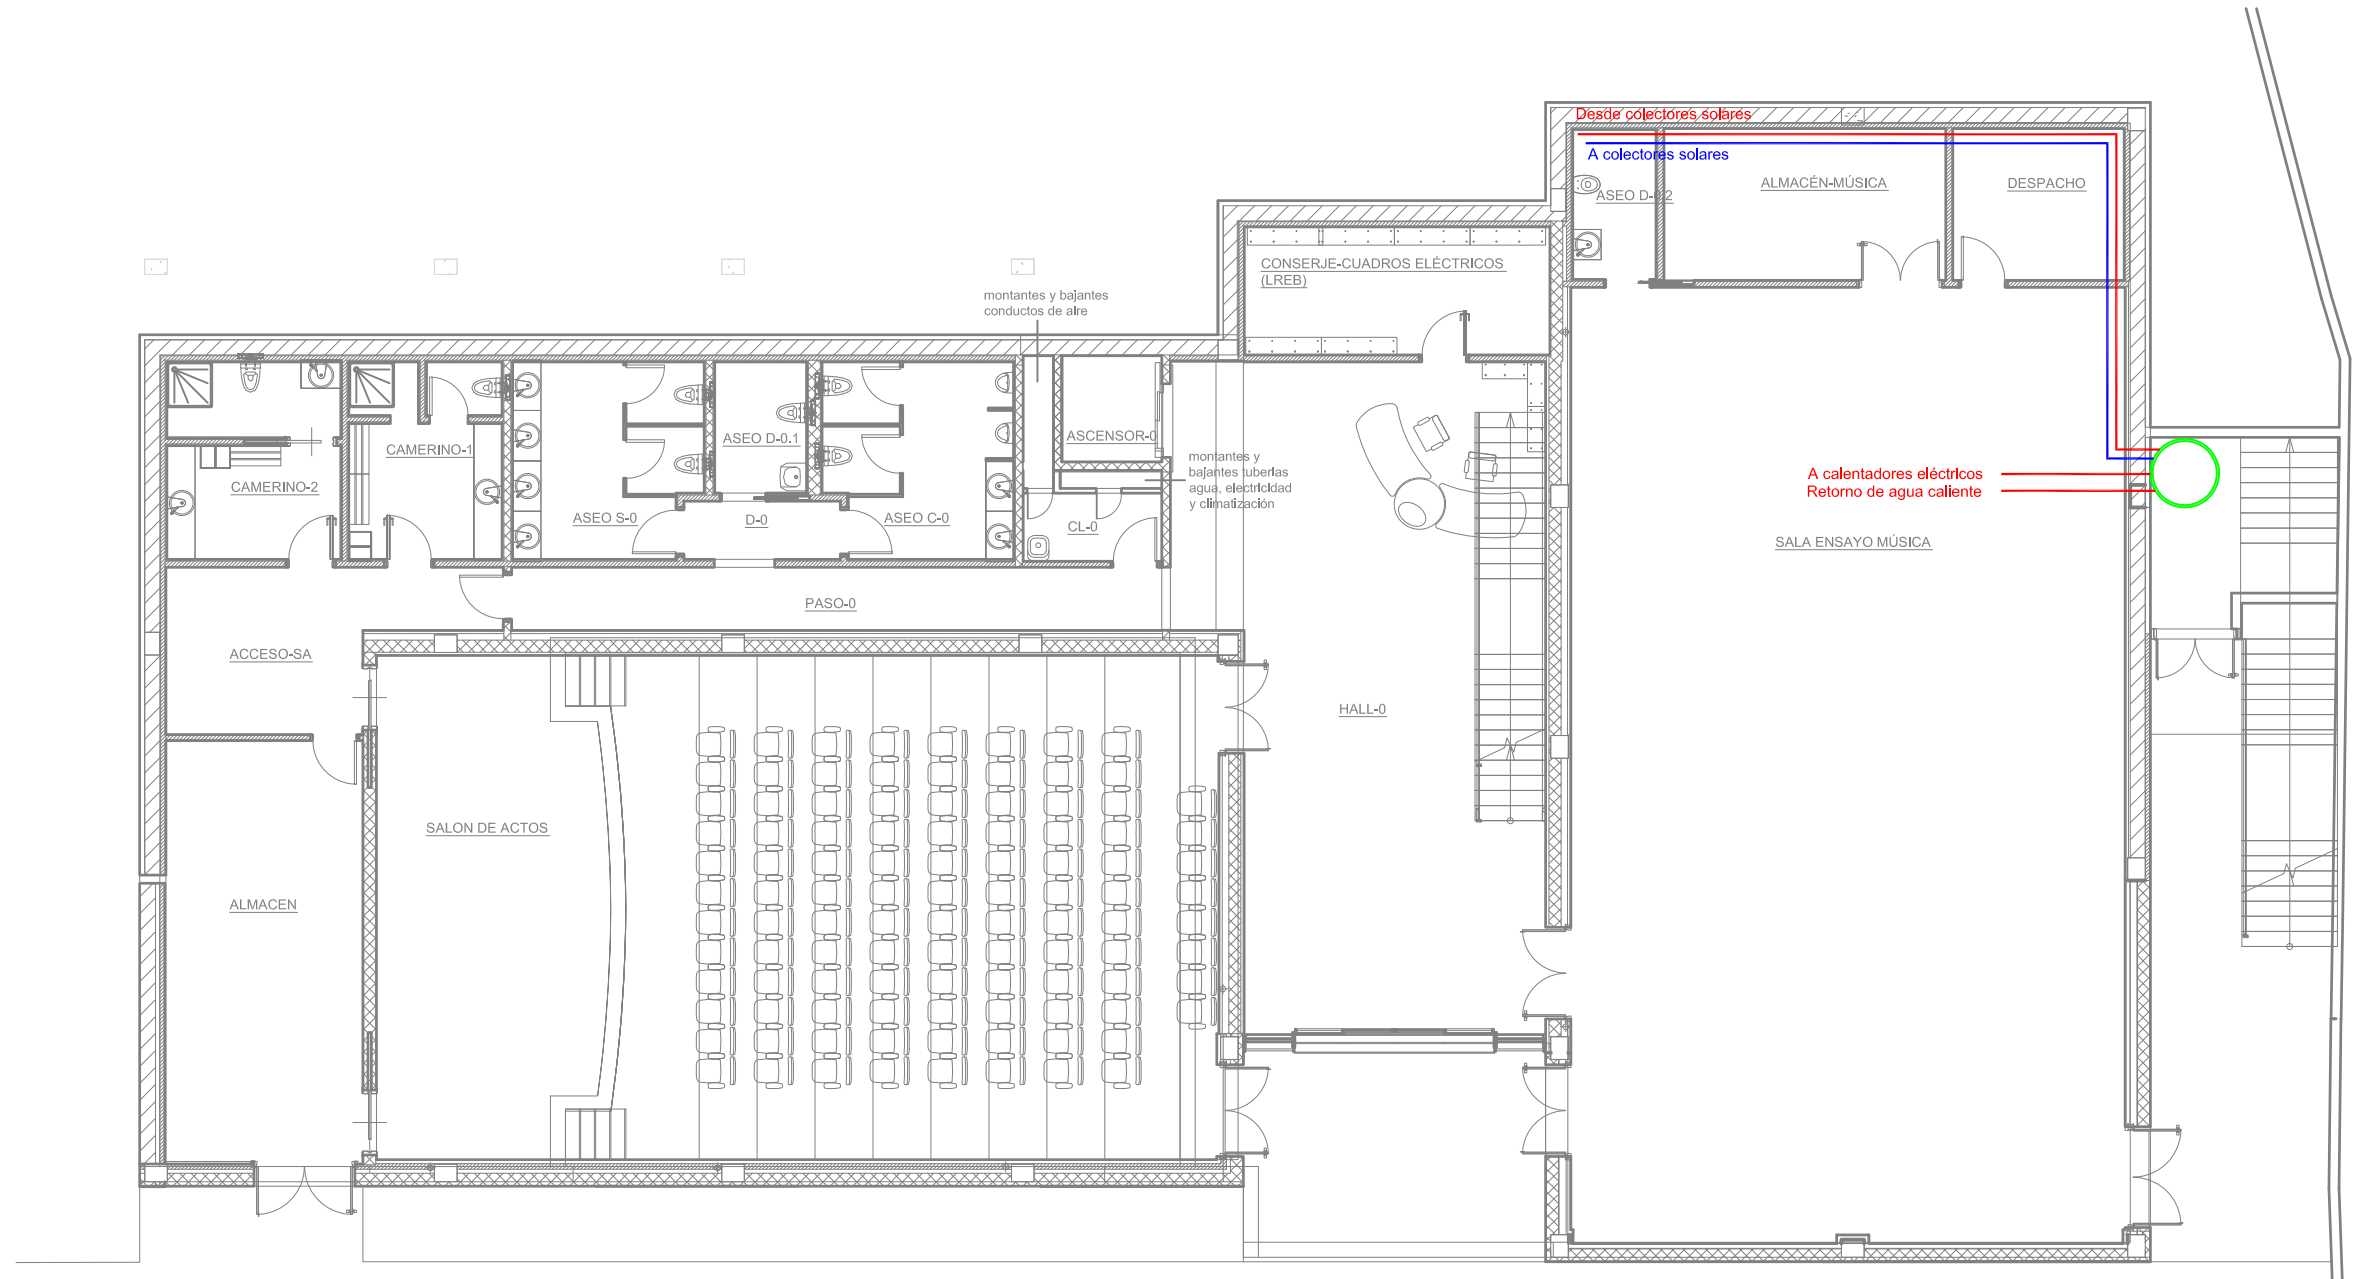 Desde colectores solares
A colectores solares
ASEO D-0.2
ALMACÉN-MÚSICA
DESPACHO
CONSERJE-CUADROS ELÉCTRICOS
(LREB)
montantes y bajantes
conductos de aire
CAMERINO-1
CAMERINO-2
ASEO D-0.1
ASCENSOR-0
montantes y
bajantes tuberías
agua, electricidad
y climatización
A calentadores eléctricos
Retorno de agua caliente
ASEO S-0
D-0
ASEO C-0
CL-0
SALA ENSAYO MÚSICA
PASO-0
ACCESO-SA
HALL-0
SALON DE ACTOS
ALMACEN